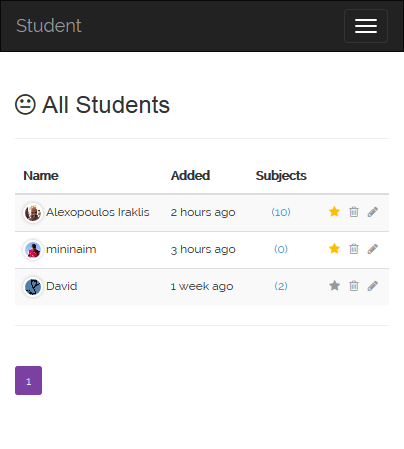 Student
All Students
Name Added Subjects
Alexopoulos Iraklis 2 hours ago (10)
mininaim 3 hours ago (0)
David 1 week ago (2)
1